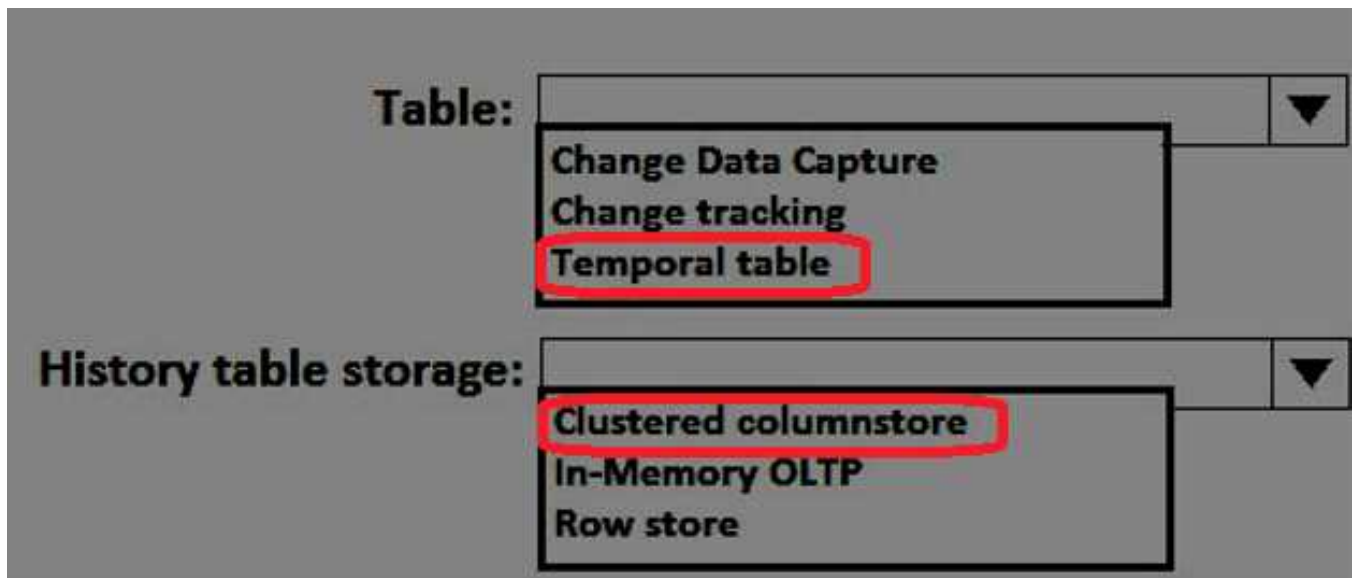 Table:
Change Data Capture
Change tracking
Temporal table
History table storage:
Clustered columnstore
In-Memory OLTP
Row store